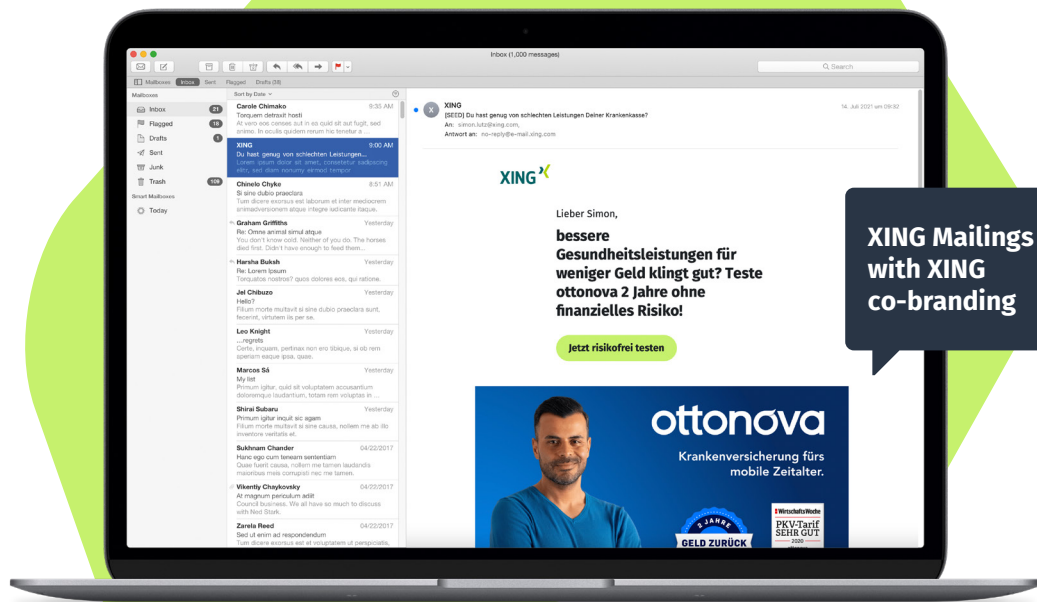 Inbox (1,000 messages)
Search
Mailboxes Inbox Sent Flagged Drafts (38)
Mailboxes
Inbox 21
Flagged 18
Drafts 1
Sent
Junk
Trash 109
Smart Mailboxes
Today
Sort by Date
Carole Chimako 9:35 AM
Torquem detraxit hosti
At vero eos conses aut in ea quid sit aut fugit, sed
animo. In oculis quidem rerum hic tenetur a ...
XING 9:00 AM
Du hast genug von schlechten Leistungen...
Lorem ipsum dolor sit amet, consetetur sadipscing
elitr, sed diam nonumy eirmod tempor
Chinelo Chyke 8:51 AM
Si sine dubio praeclara
Tum dicere exorsus est laborum et inter mediocrem
animadversionem atque integre iudicante itaque.
Graham Griffiths Yesterday
Re: Omne animal simul atque
You don't know cold. Neither of you do. The horses
died first. Didn't have enough to feed them...
Harsha Buksh Yesterday
Re: Lorem Ipsum
Torquatos nostros? quos dolores eos, qui ratione.
Jel Chibuzo Yesterday
Hello?
Filium morte multavit si sine dubio praeclara sunt,
fecerint, virtutem iis per se.
Leo Knight Yesterday
...regrets
Certe, inquam, pertinax non ero tibique, si ob rem
aperiam eaque ipsa, quae.
Marcos Sá Yesterday
My list
Primum igitur, quid sit voluptatem accusantium
doloremque laudantium, totam rem voluptas in ...
Shirai Subaru Yesterday
Primum igitur inquit sic agam
Filium morte multavit si sine causa, nollem me ab illo
inventore veritatis et.
Sukhnam Chander 04/22/2017
Hanc ego cum teneam sententiam
Quae fuerit causa, nollem me tamen laudandis
maioribus meis corrupisti nec me tamen.
Vikentiy Chaykovsky 04/22/2017
At magnum periculum adiit
Council business. We all have so much to discuss
with Ned Stark.
Zarela Reed 04/22/2017
Sed ut enim ad respondendum
Tum dicere exorsus est et voluptatem ut perspiciatis,
X
XING 14. Juli 2021 um 09:32
[SEED] Du hast genug von schlechten Leistungen Deiner Krankenkasse?
An: simon.lutz@xing.com,
Antwort an: no-reply@e-mail.xing.com
XING
Lieber Simon,
bessere
Gesundheitsleistungen für
weniger Geld klingt gut? Teste
ottonova 2 Jahre ohne
finanzielles Risiko!
Jetzt risikofrei testen
ottonova
Krankenversicherung fürs
mobile Zeitalter.
2 JAHRE
GELD ZURÜCK
WirtschaftsWoche
PKV-Tarif
SEHR GUT
2020
ottonova
XING Mailings
with XING
co-branding